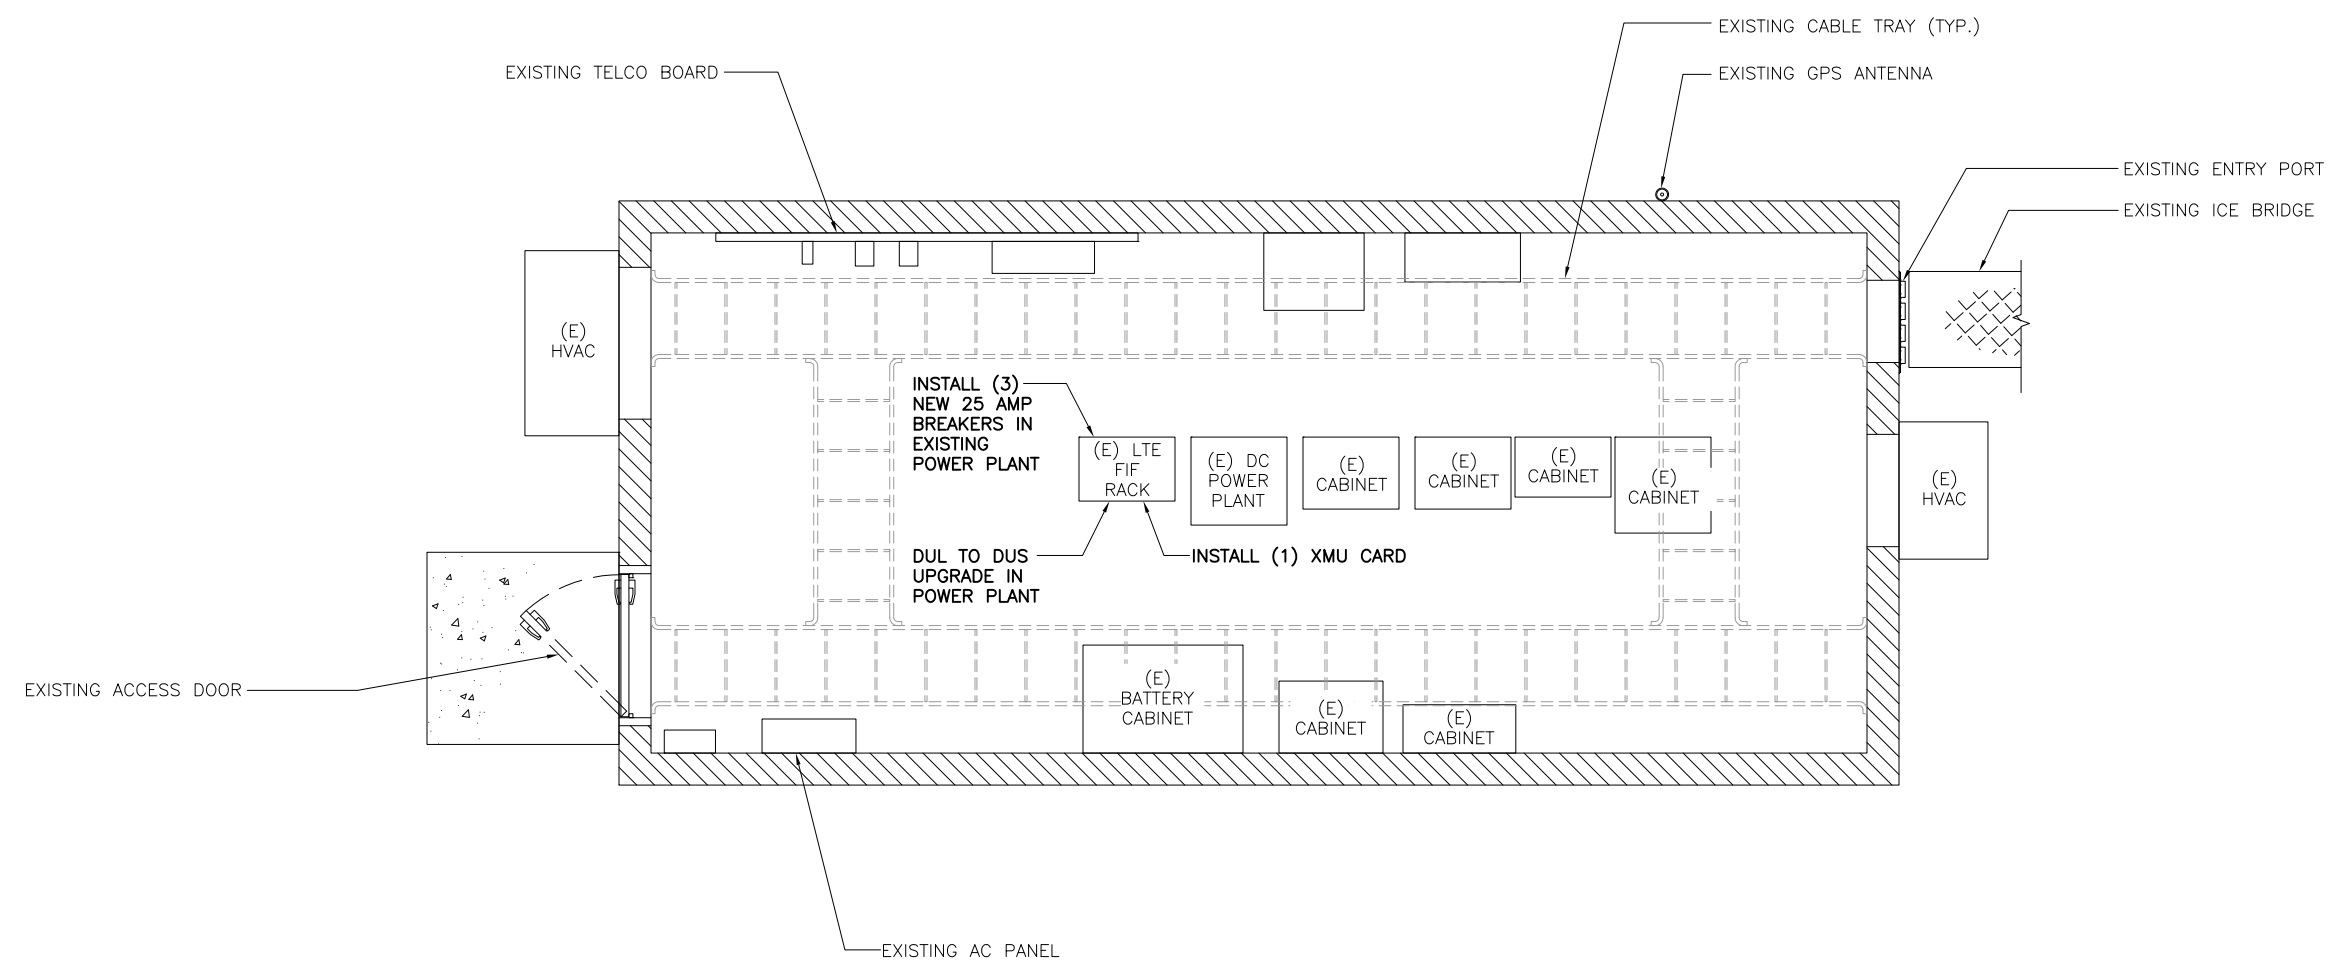 EXISTING CABLE TRAY (TYP.)
EXISTING TELCO BOARD
EXISTING GPS ANTENNA
EXISTING ENTRY PORT
EXISTING ICE BRIDGE
(E)
HVAC
INSTALL (3)
NEW 25 AMP
BREAKERS IN
EXISTING
POWER PLANT
(E) LTE
FIF
RACK
(E) DC
POWER
PLANT
(E)
CABINET
(E)
CABINET
(E)
CABINET
(E)
CABINET
(E)
HVAC
DUL TO DUS
UPGRADE IN
POWER PLANT
INSTALL (1) XMU CARD
EXISTING ACCESS DOOR
(E)
BATTERY
CABINET
(E)
CABINET
(E)
CABINET
EXISTING AC PANEL